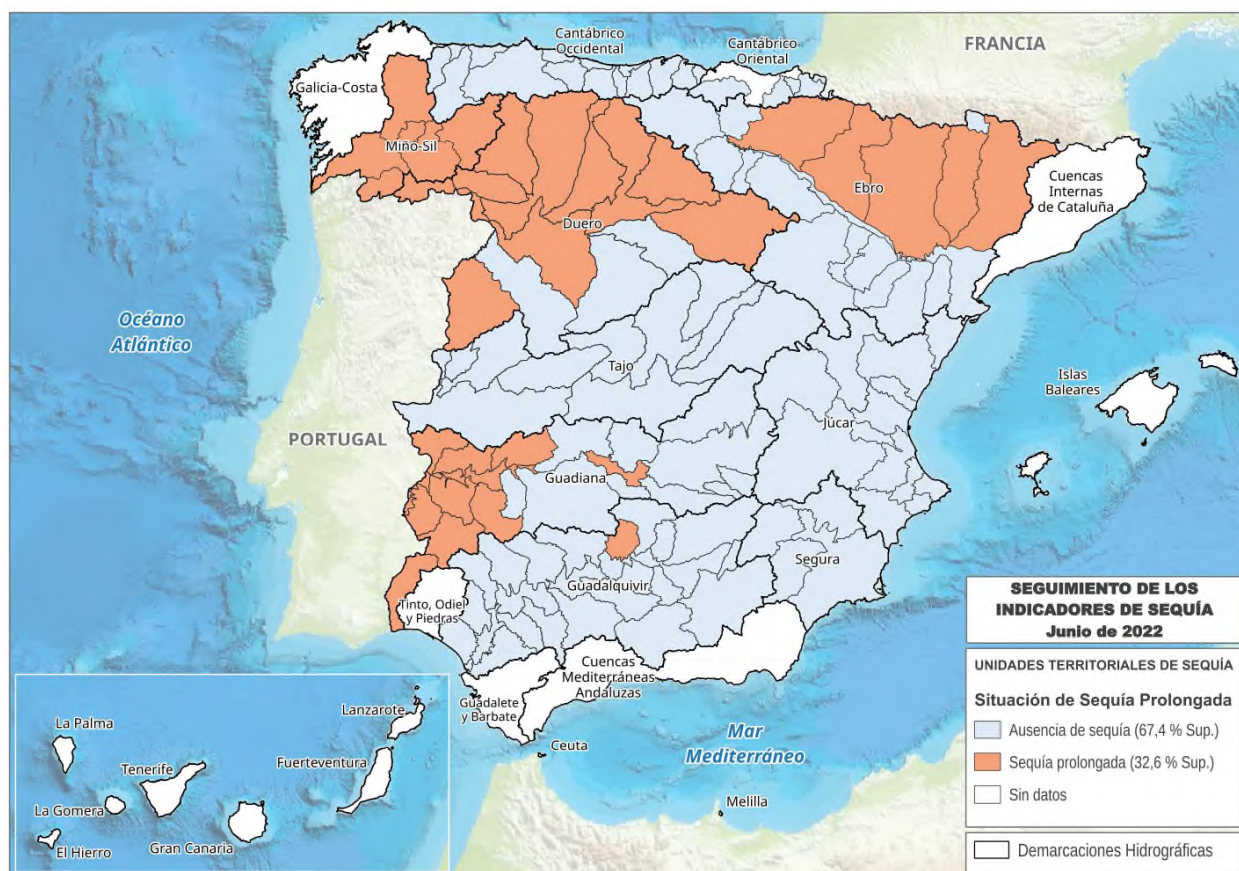 Cantábrico
Occidental
Cantábrico
Oriental
FRANCIA
Galicia-Costa
Miño-Sil
Cuencas
Internas
de Cataluña
Ebro
Duero
Océano
Atlántico
Tajo
Islas
Baleares
Júcar
PORTUGAL
Guadiana
Segura
Guadalquivir
Tinto, Odiel
y Piedras
Cuencas
Mediterráneas
Andaluzas
Guadalete
y Barbate
Mar
Mediterráneo
Ceuta
Melilla
Lanzarote
La Palma
Fuerteventura
Tenerife
La Gomera
El Hierro
Gran Canaria
SEGUIMIENTO DE LOS
INDICADORES DE SEQUÍA
Junio de 2022
UNIDADES TERRITORIALES DE SEQUÍA
Situación de Sequía Prolongada
Ausencia de sequía (67,4 % Sup.)
Sequía prolongada (32,6 % Sup.)
Sin datos
Demarcaciones Hidrográficas